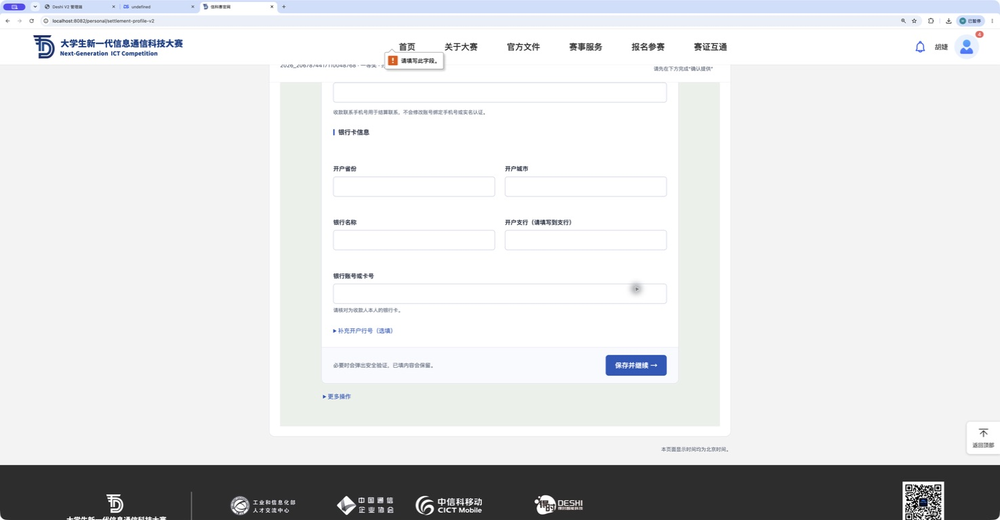 Deshi V2 管理端
undefined
信科赛官网
localhost:8082/personal/settlement-profile-v2
已暂停
大学生新一代信息通信科技大赛
Next-Generation ICT Competition
首页
关于大赛
官方文件
赛事服务
报名参赛
赛证互通
4
胡婕
请填写此字段。
请先在下方完成“确认提供”
收款联系手机号用于结算联系，不会修改账号绑定手机号或实名认证。
银行卡信息
开户省份
开户城市
银行名称
开户支行（请填写到支行）
银行账号或卡号
请核对为收款人本人的银行卡。
补充开户行号（选填）
必要时会弹出安全验证，已填内容会保留。
保存并继续 →
更多操作
返回顶部
本页面显示时间均为北京时间。
工业和信息化部
人才交流中心
中国通信
企业协会
中信科移动
CICT Mobile
得时
DESHI
大学生新一代信息通信科技大赛